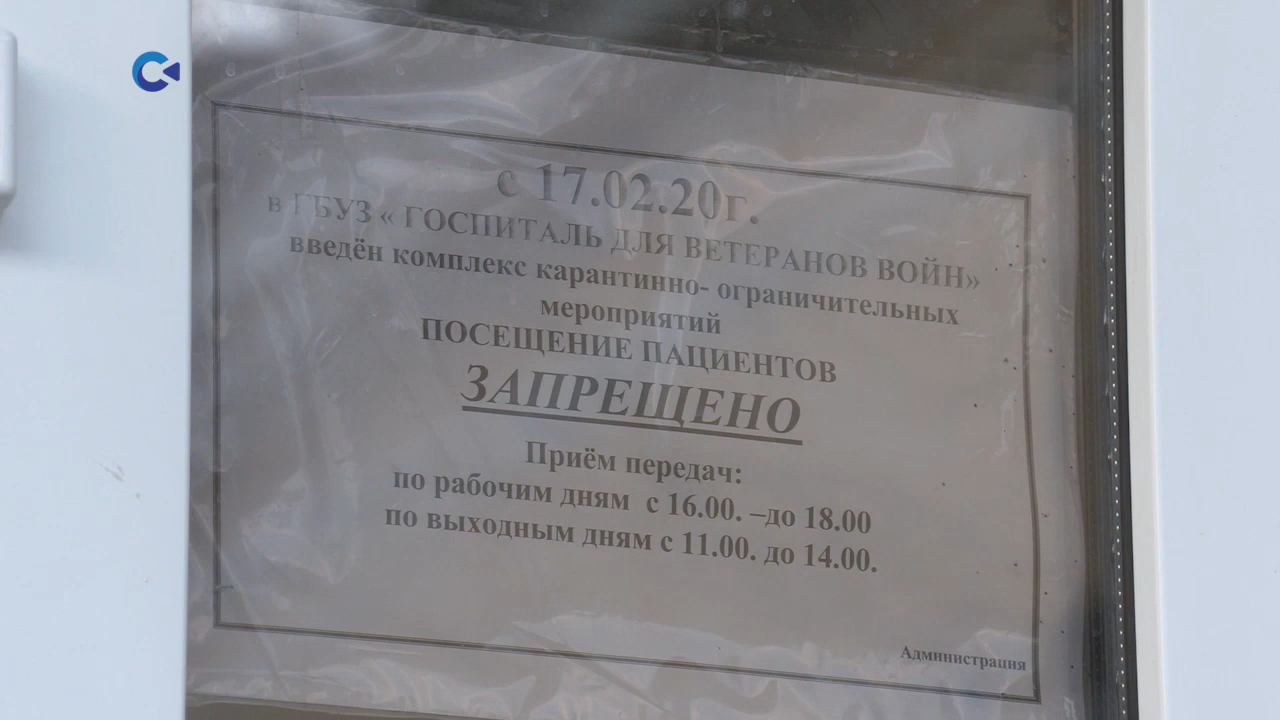 с 17.02.20г.
в ГБУЗ « ГОСПИТАЛЬ ДЛЯ ВЕТЕРАНОВ ВОЙН»
введён комплекс карантинно- ограничительных
мероприятий
ПОСЕЩЕНИЕ ПАЦИЕНТОВ
ЗАПРЕЩЕНО
Приём передач:
по рабочим дням с 16.00. –до 18.00
по выходным дням с 11.00. до 14.00.
Администрация